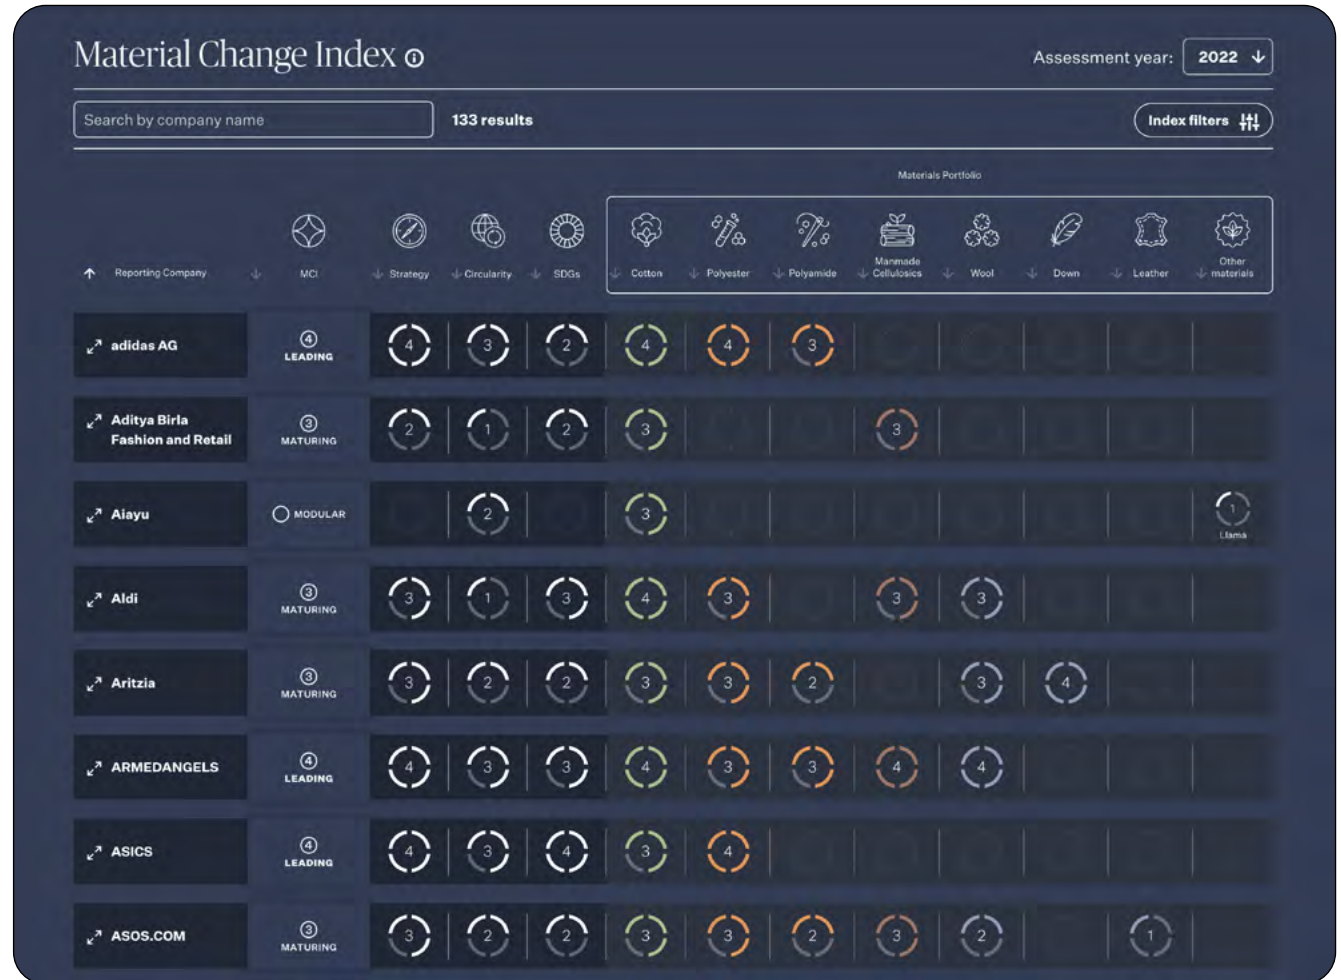 Material Change Index
Assessment year: 2022
Search by company name
133 results
Index filters
Materials Portfolio
Reporting Company
MCI
Strategy
Circularity
SDGs
Cotton
Polyester
Polyamide
Manmade
Cellulosics
Wool
Down
Leather
Other
materials
adidas AG
4
LEADING
4 3 2 4 4 3
Aditya Birla
Fashion and Retail
3
MATURING
2 1 2 3 3
Aiayu
MODULAR
2 3 1
Llama
Aldi
3
MATURING
3 1 3 4 3 3 3
Aritzia
3
MATURING
3 2 2 3 3 2 3 4
ARMEDANGELS
4
LEADING
4 3 3 4 3 3 4 4
ASICS
4
LEADING
4 3 4 3 4
ASOS.COM
3
MATURING
3 2 2 3 3 2 3 2 1